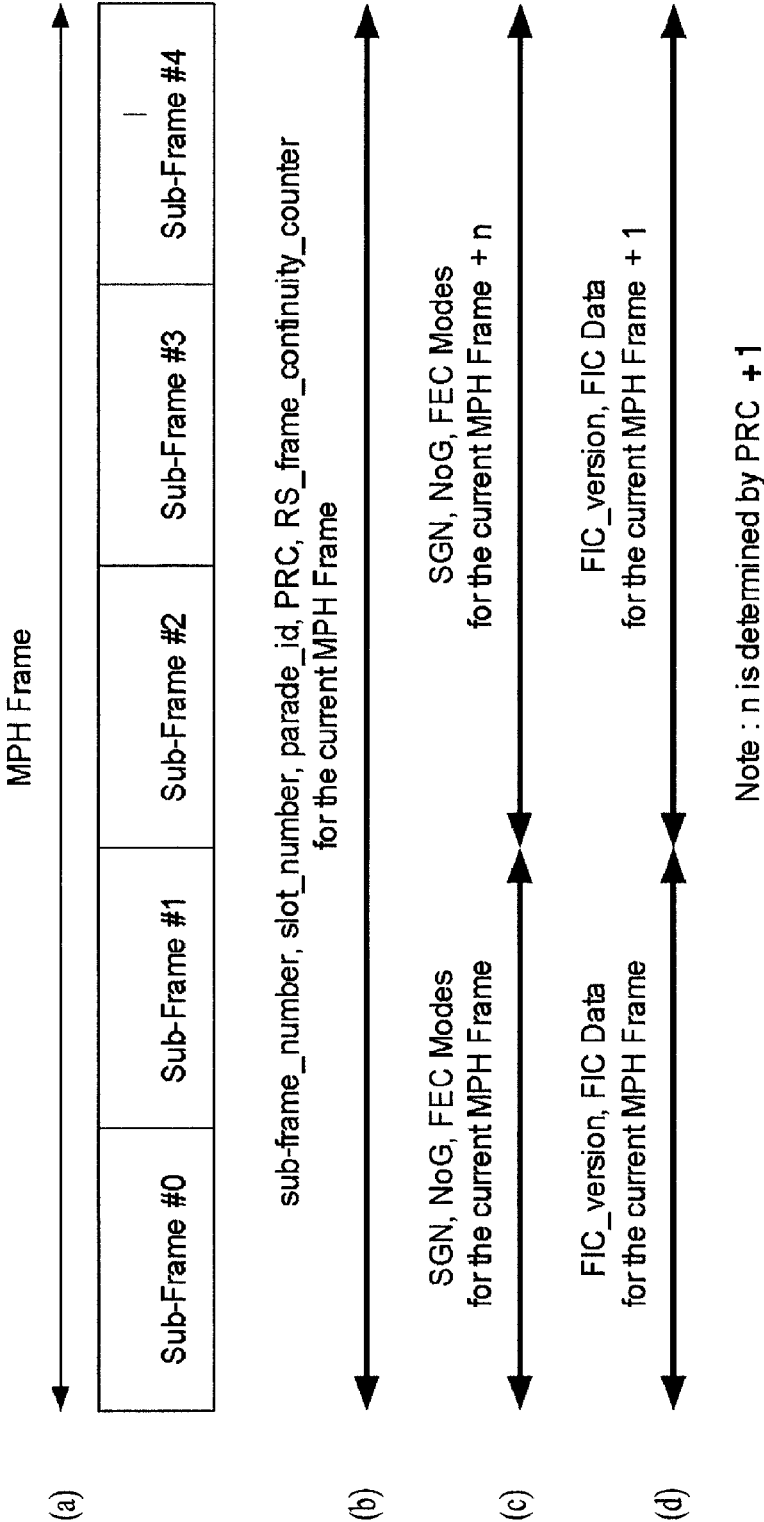 MPH Frame
(a)
Sub-Frame #0
Sub-Frame #1
Sub-Frame #2
Sub-Frame #3
Sub-Frame #4
sub-frame_number, slot_number, parade_id, PRC, RS_frame_continuity_counter
for the current MPH Frame
(b)
SGN, NoG, FEC Modes
for the current MPH Frame
SGN, NoG, FEC Modes
for the current MPH Frame + n
(c)
FIC_version, FIC Data
for the current MPH Frame
FIC_version, FIC Data
for the current MPH Frame + 1
(d)
Note : n is determined by PRC + 1